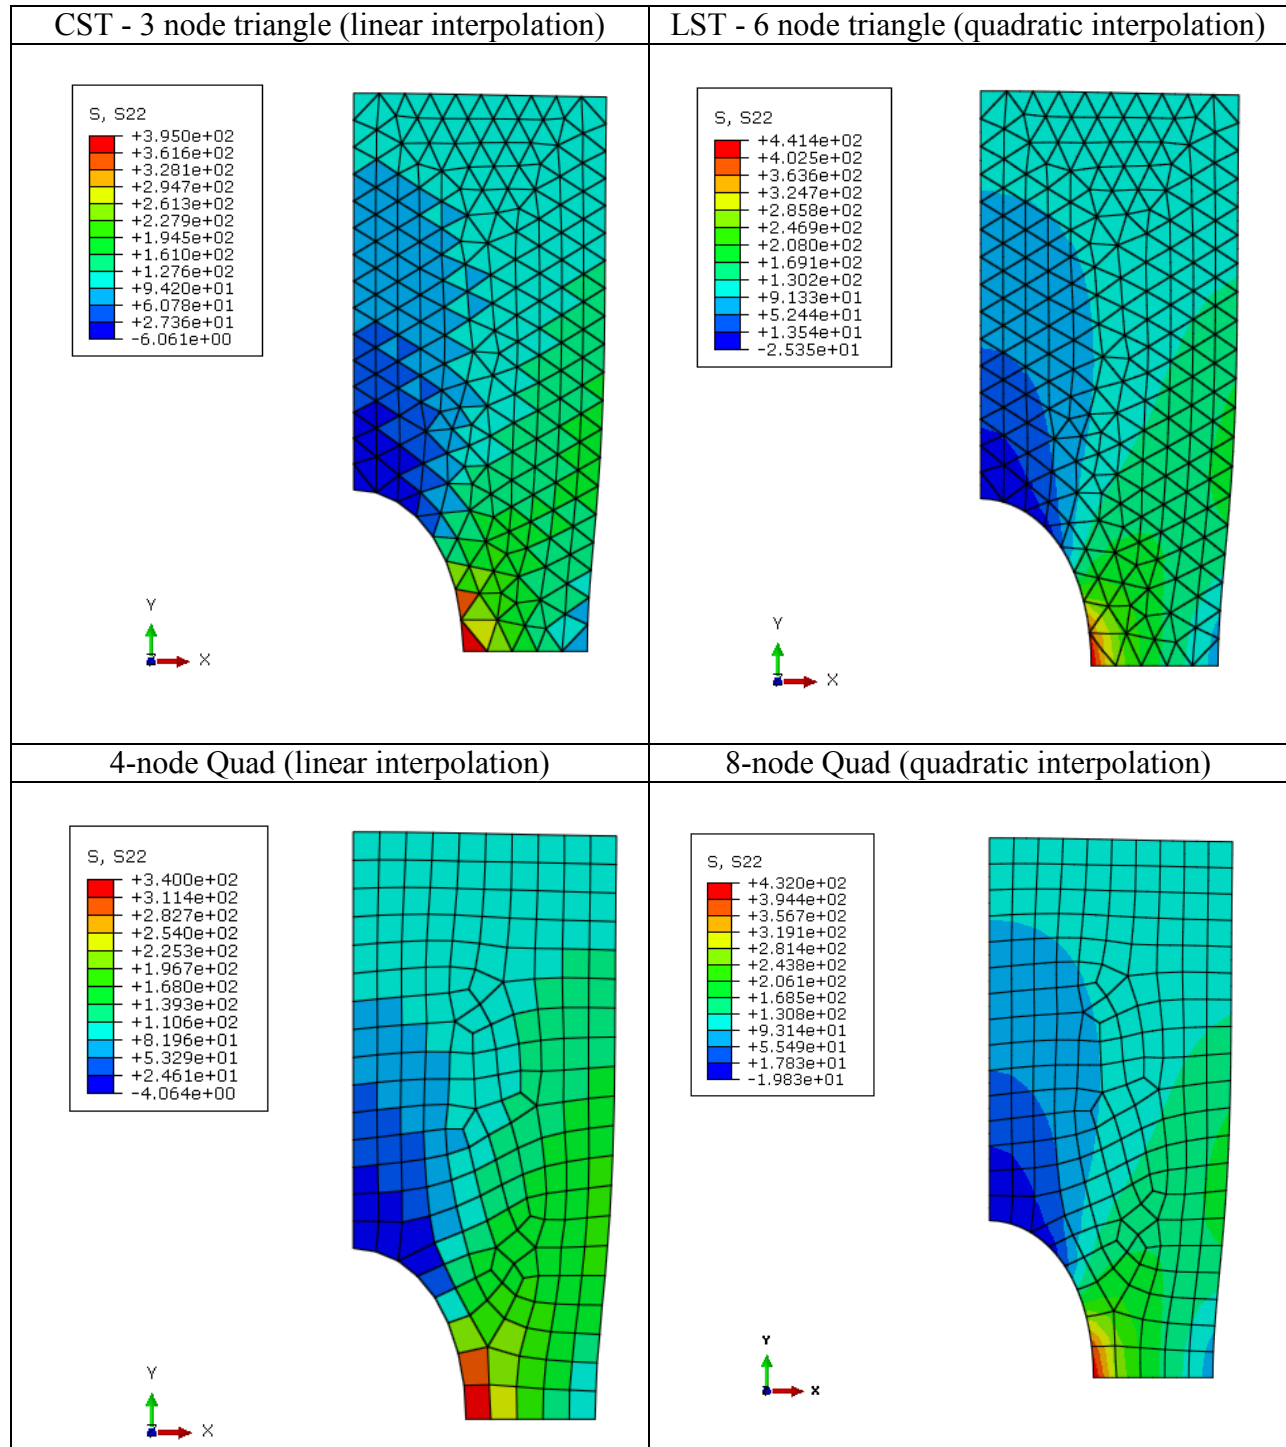 CST - 3 node triangle (linear interpolation)
LST - 6 node triangle (quadratic interpolation)
S, S22
+3.950e+02
+3.616e+02
+3.281e+02
+2.947e+02
+2.613e+02
+2.279e+02
+1.945e+02
+1.610e+02
+1.276e+02
+9.420e+01
+6.078e+01
+2.736e+01
-6.061e+00
Y
Z
X
S, S22
+4.414e+02
+4.025e+02
+3.636e+02
+3.247e+02
+2.858e+02
+2.469e+02
+2.080e+02
+1.691e+02
+1.302e+02
+9.133e+01
+5.244e+01
+1.354e+01
-2.535e+01
Y
Z
X
4-node Quad (linear interpolation)
8-node Quad (quadratic interpolation)
S, S22
+3.400e+02
+3.114e+02
+2.827e+02
+2.540e+02
+2.253e+02
+1.967e+02
+1.680e+02
+1.393e+02
+1.106e+02
+8.196e+01
+5.329e+01
+2.461e+01
-4.064e+00
Y
Z
X
S, S22
+4.320e+02
+3.944e+02
+3.567e+02
+3.191e+02
+2.814e+02
+2.438e+02
+2.061e+02
+1.685e+02
+1.308e+02
+9.314e+01
+5.549e+01
+1.783e+01
-1.983e+01
Y
Z
X